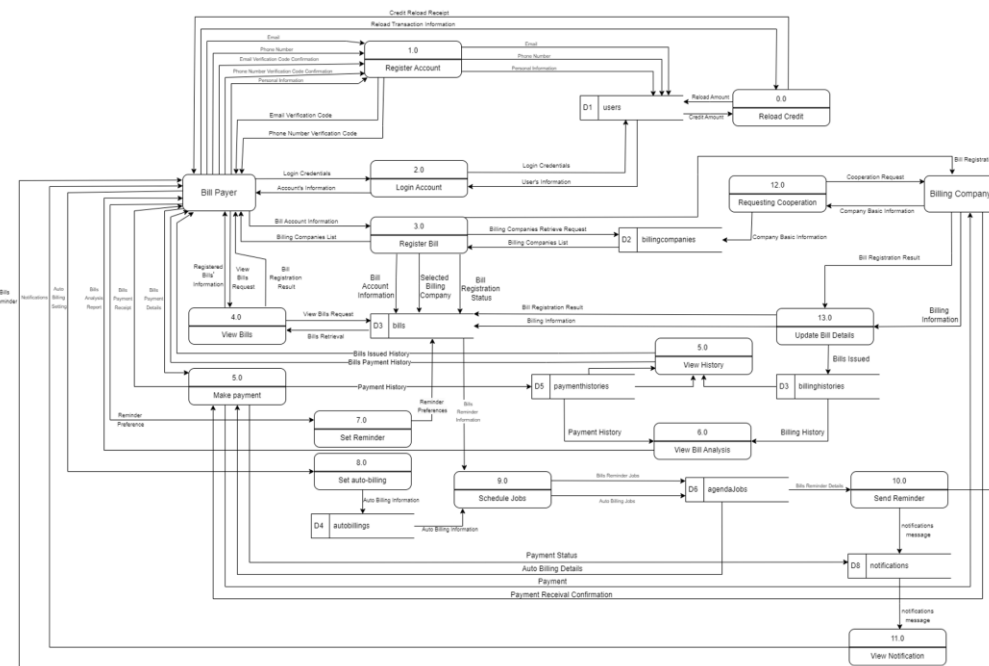 Credit Reload Receipt
Reload Transaction Information
Email
Phone Number
Email Verification Code Confirmation
Phone Number Verification Code Confirmation
Personal Information
1.0
Register Account
Email
Phone Number
Personal Information
D1 users
Reload Amount
Credit Amount
0.0
Reload Credit
Email Verification Code
Phone Number Verification Code
Bill Payer
Login Credentials
Account's Information
2.0
Login Account
Login Credentials
User's Information
Bill Registrat
12.0
Requesting Cooperation
Cooperation Request
Company Basic Information
Billing Company
Bill Account Information
Billing Companies List
3.0
Register Bill
Billing Companies Retrieve Request
Billing Companies List
D2 billingcompanies
Company Basic Information
Bill Registration Result
Registered
Bills'
Information
View
Bills
Request
Bill
Registration
Result
Bill
Account
Information
Selected
Billing
Company
Bill
Registration
Status
Bills
minder
Notifications
Auto
Billing
Setting
Bills
Analysis
Report
Bills
Payment
Receipt
Bills
Payment
Details
4.0
View Bills
View Bills Request
Bills Retrieval
D3 bills
Bill Registration Result
Billing Information
13.0
Update Bill Details
Billing
Information
Bills Issued History
Bills Payment History
5.0
View History
Bills Issued
5.0
Make payment
Payment History
D5 paymenthistories
D3 billinghistories
Reminder
Preference
7.0
Set Reminder
Reminder
Preferences
Bills
Reminder
Information
Payment History
6.0
View Bill Analysis
Billing History
8.0
Set auto-billing
Auto Billing Information
D4 autobillings
Auto Billing Information
9.0
Schedule Jobs
Bills Reminder Jobs
Auto Billing Jobs
D6 agendaJobs
Bills Reminder Details
10.0
Send Reminder
notifications
message
Payment Status
Auto Billing Details
D8 notifications
Payment
Payment Receival Confirmation
notifications
message
11.0
View Notification